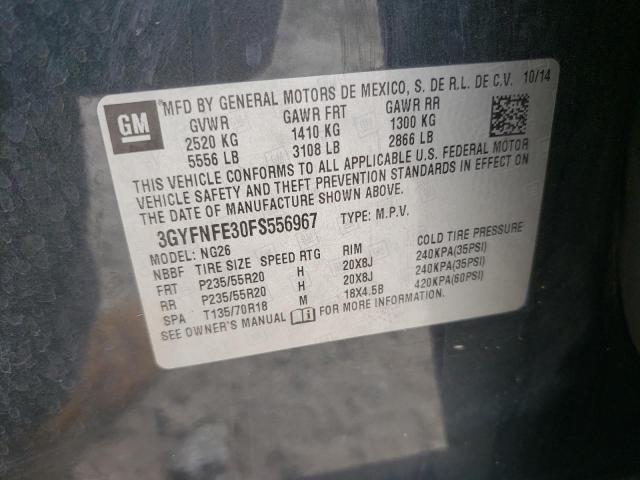 GM
MFD BY GENERAL MOTORS DE MEXICO, S. DE R.L. DE C.V. 10/14
GVWR GAWR FRT GAWR RR
2520 KG 1410 KG 1300 KG
5556 LB 3108 LB 2866 LB
THIS VEHICLE CONFORMS TO ALL APPLICABLE U.S. FEDERAL MOTOR
VEHICLE SAFETY AND THEFT PREVENTION STANDARDS IN EFFECT ON
THE DATE OF MANUFACTURE SHOWN ABOVE.
3GYFNFE30FS556967 TYPE: M.P.V.
MODEL: NG26
NBBF TIRE SIZE SPEED RTG RIM COLD TIRE PRESSURE
FRT P235/55R20 H 20X8J 240KPA(35PSI)
RR P235/55R20 H 20X8J 240KPA(35PSI)
SPA T135/70R18 M 18X4.5B 420KPA(60PSI)
SEE OWNER'S MANUAL FOR MORE INFORMATION.